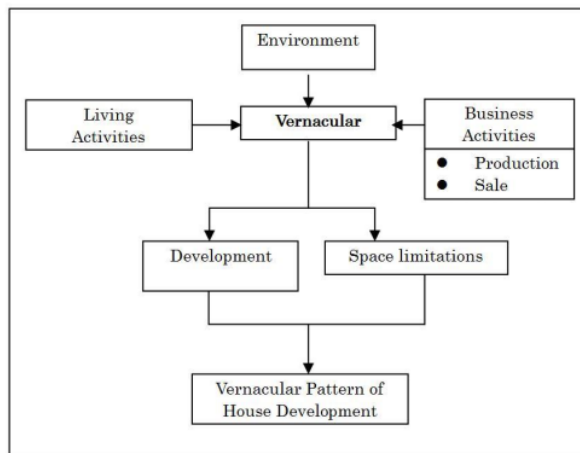 Environment
Living
Activities
Vernacular
Business
Activities
● Production
● Sale
Development
Space limitations
Vernacular Pattern of
House Development